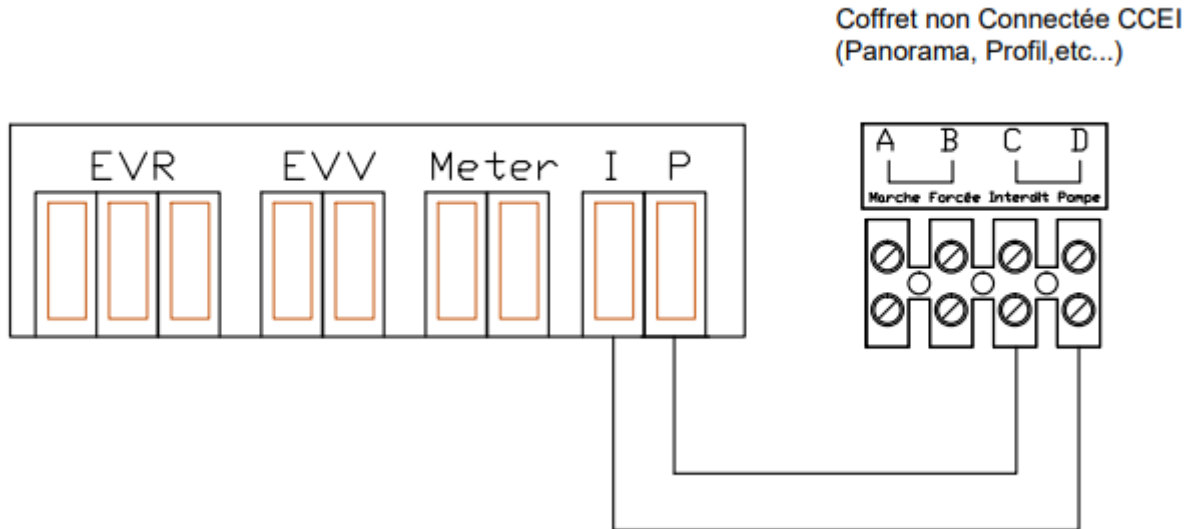 Coffret non Connectée CCEI
(Panorama, Profil,etc...)
EVR EVV Meter I P
A B C D
Marche Forcée Interdit Pompe